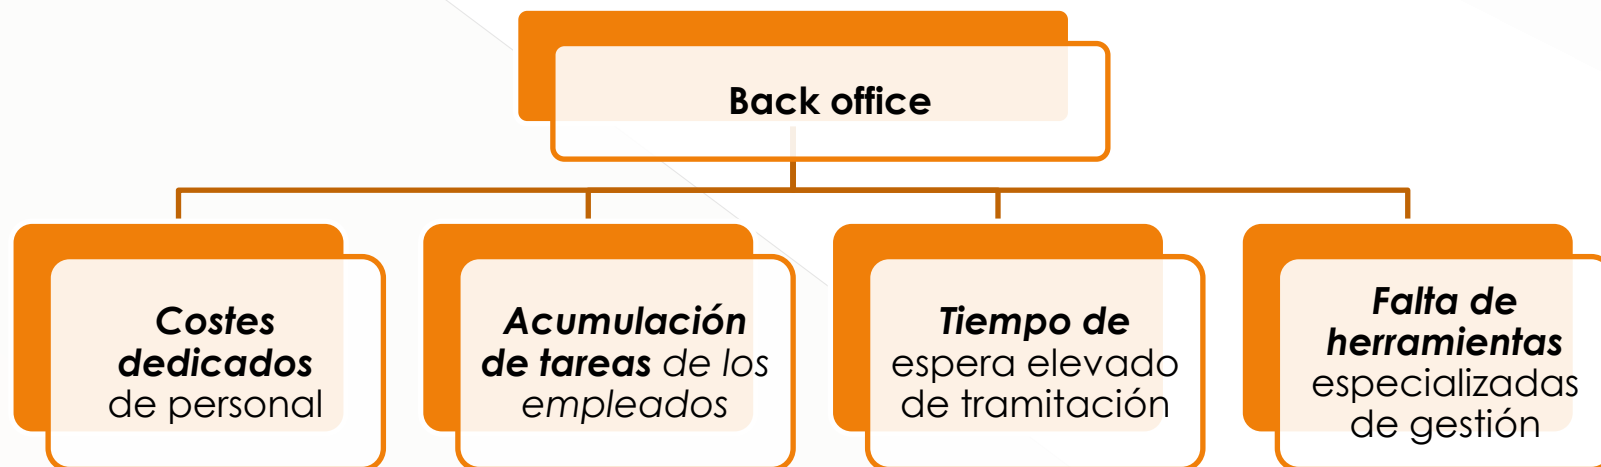 Back office
Costes
dedicados
de personal
Acumulación
de tareas de los
empleados
Tiempo de
espera elevado
de tramitación
Falta de
herramientas
especializadas
de gestión